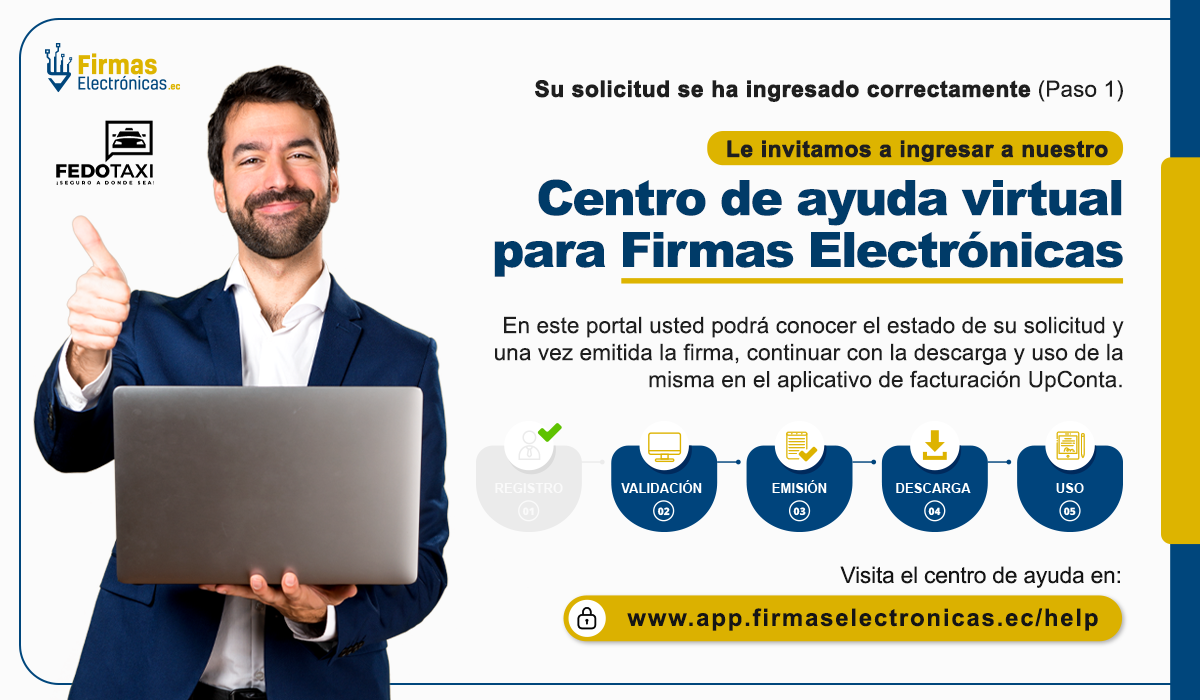 Firmas
Electrónicas.ec
FEDOTAXI
¡SEGURO A DONDE SEA!
Su solicitud se ha ingresado correctamente (Paso 1)
Le invitamos a ingresar a nuestro
Centro de ayuda virtual
para Firmas Electrónicas
En este portal usted podrá conocer el estado de su solicitud y
una vez emitida la firma, continuar con la descarga y uso de la
misma en el aplicativo de facturación UpConta.
REGISTRO
01
VALIDACIÓN
02
EMISIÓN
03
DESCARGA
04
USO
05
Visita el centro de ayuda en:
www.app.firmaselectronicas.ec/help